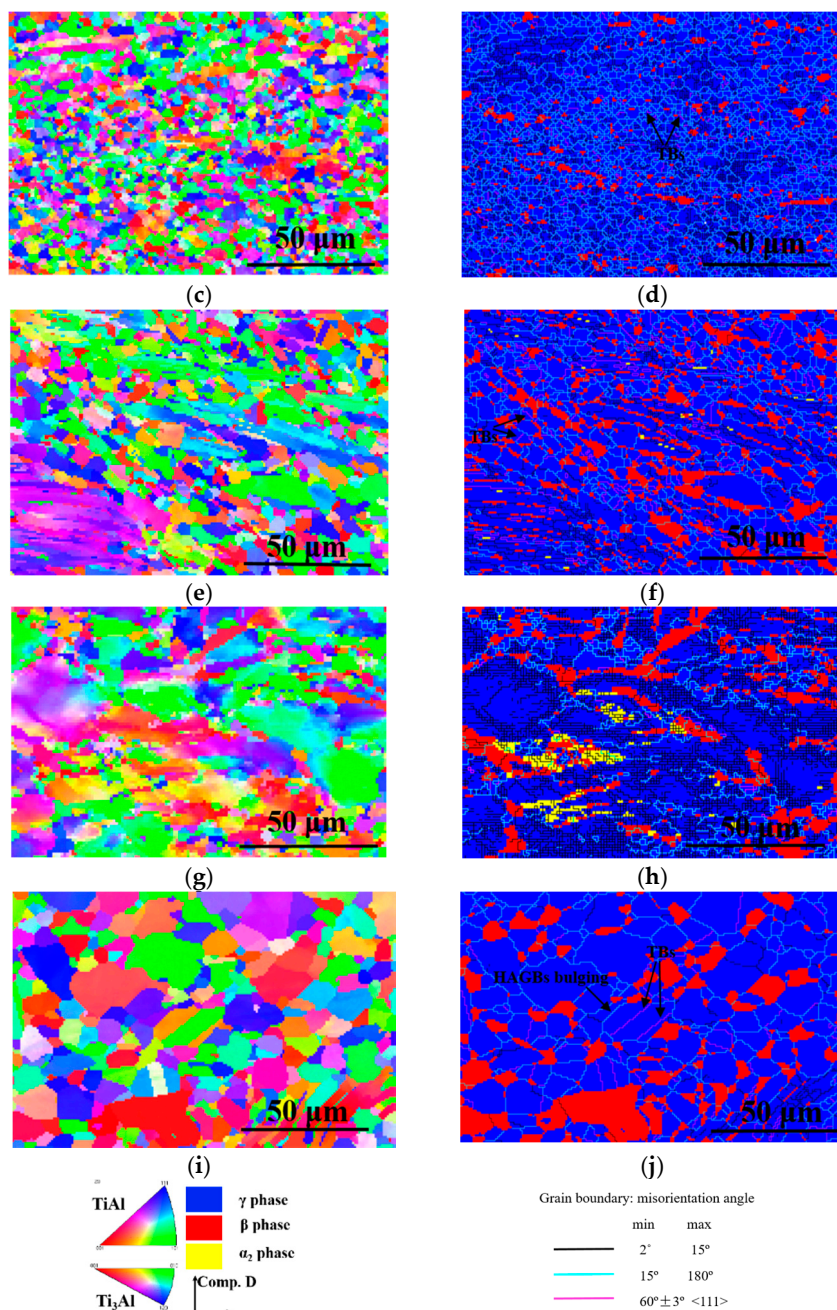 50 μm
50 μm
TBs
(c)
(d)
50 μm
50 μm
TBs
(e)
(f)
50 μm
50 μm
(g)
(h)
50 μm
50 μm
TBs
HAGBs bulging
(i)
(j)
TiAl
111
001
γ phase
β phase
α₂ phase
Comp. D
Ti₃Al
Grain boundary: misorientation angle
min max
2° 15°
15° 180°
60°±3° <111>